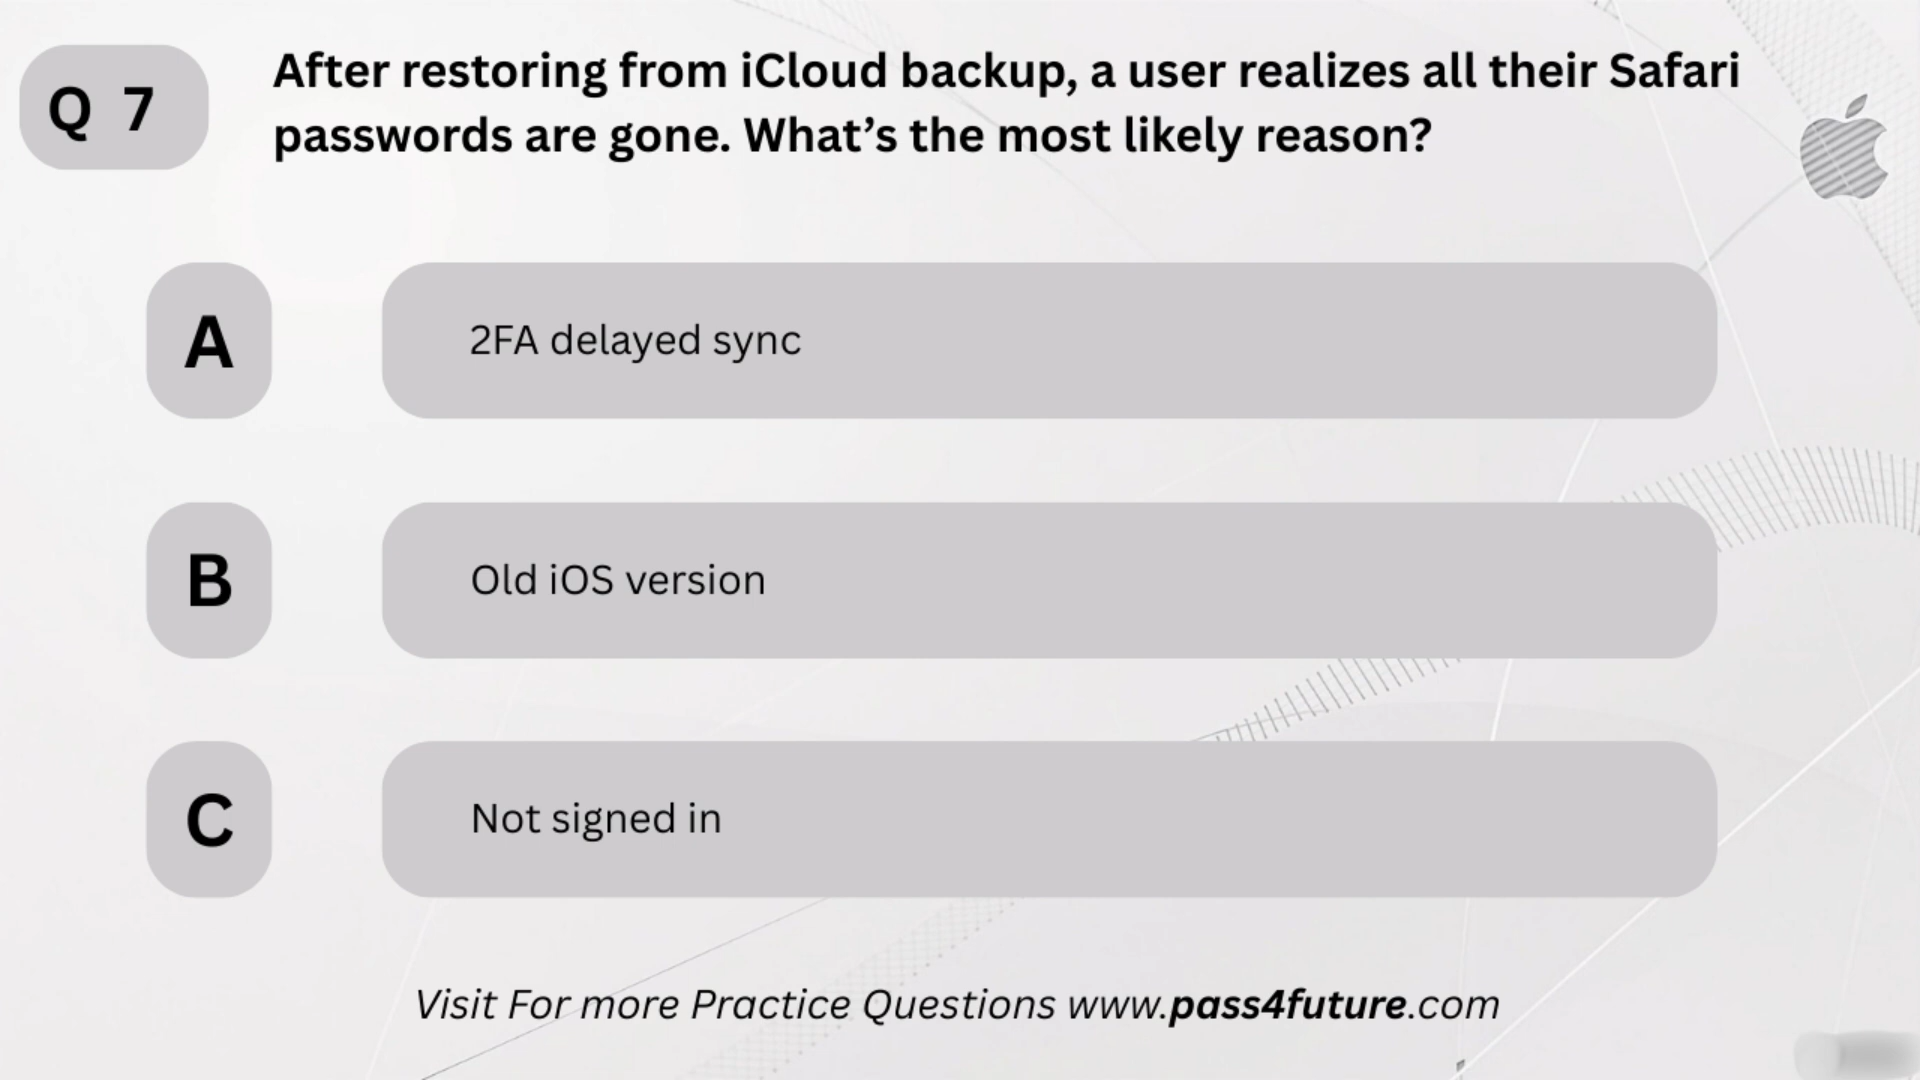 Q 7
After restoring from iCloud backup, a user realizes all their Safari
passwords are gone. What’s the most likely reason?
A
2FA delayed sync
B
Old iOS version
C
Not signed in
Visit For more Practice Questions www.pass4future.com